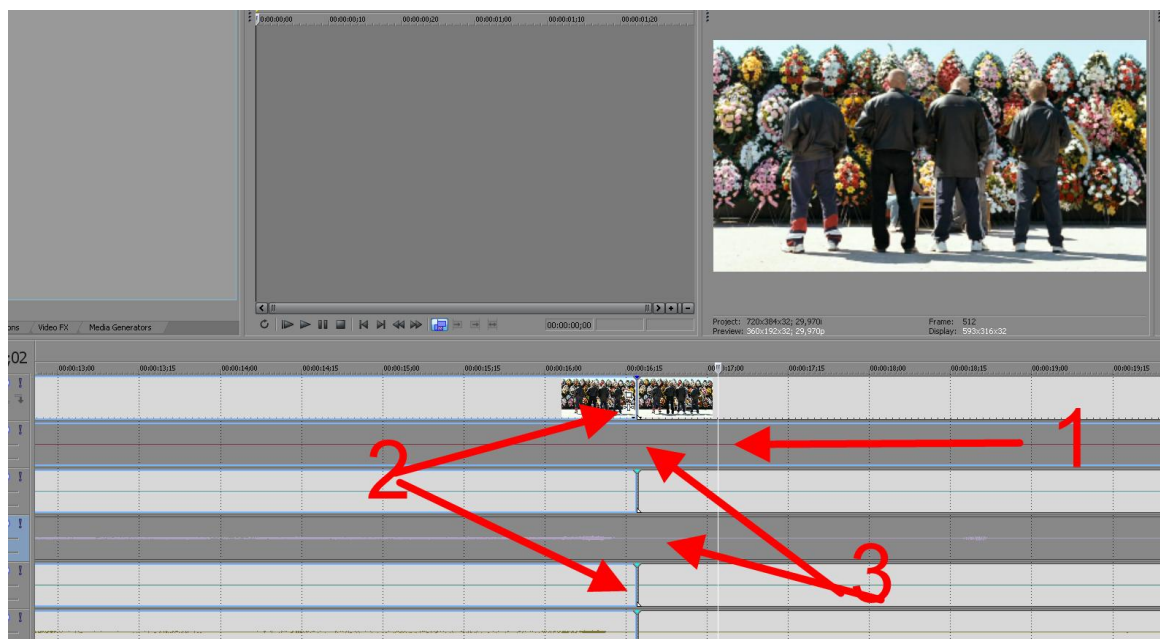 0:00:00;00 00:00:00;10 00:00:00;20 00:00:01;00 00:00:01;10 00:00:01;20
ons Video FX Media Generators
00:00:00;00
Project: 720x384x32; 29,970i
Preview: 360x192x32; 29,970p
Frame: 512
Display: 593x316x32
;02
00:00:13;00 00:00:13;15 00:00:14;00 00:00:14;15 00:00:15;00 00:00:15;15 00:00:16;00 00:00:16;15 00:00:17;00 00:00:17;15 00:00:18;00 00:00:18;15 00:00:19;00 00:00:19;15
1
2
3